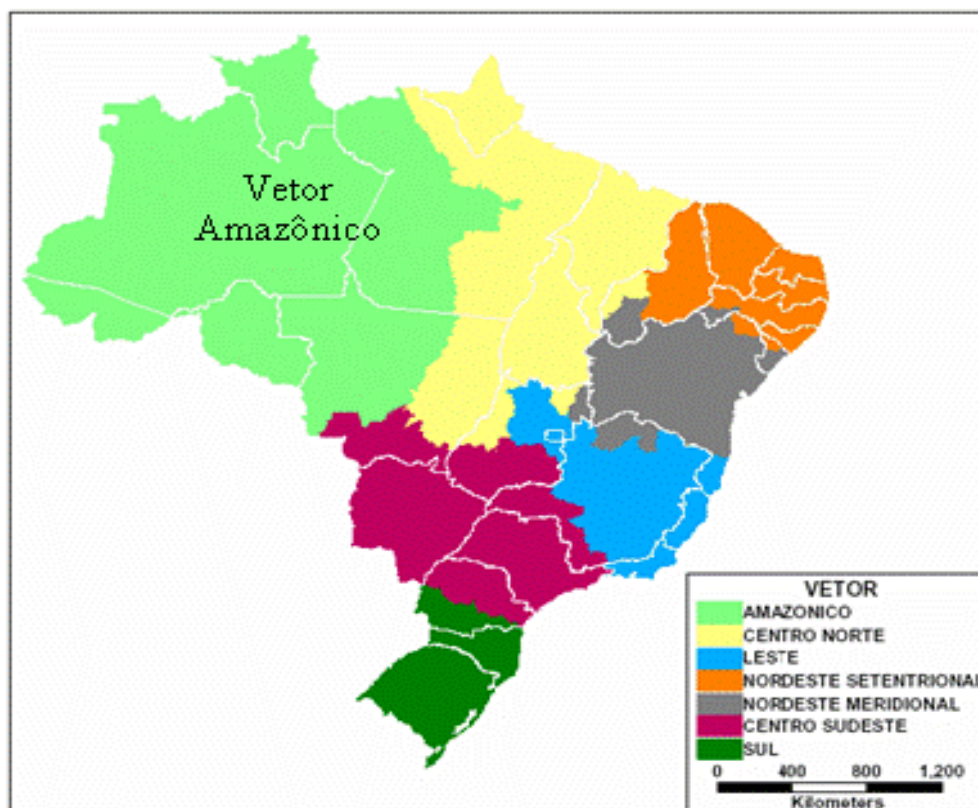 Vetor
Amazônico
VETOR
AMAZONICO
CENTRO NORTE
LESTE
NORDESTE SETENTRIONAL
NORDESTE MERIDIONAL
CENTRO SUDESTE
SUL
0 400 800 1,200
Kilometers